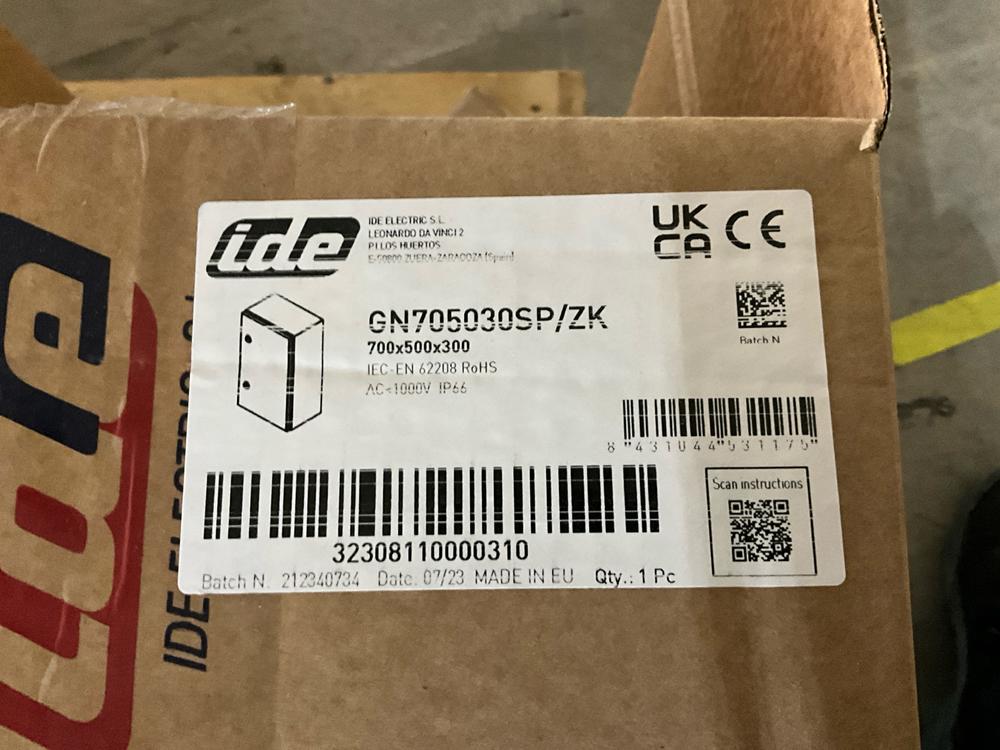 ide
IDE ELECTRIC S.L.
LEONARDO DA VINCI 2
P.I LOS HUERTOS
E-50800 ZUERA-ZARAGOZA (Spain)
UK
CA CE
GN705030SP/ZK
700x500x300
IEC-EN 62208 RoHS
AC<1000V IP66
Batch N
8 "431044"531175"
Scan instructions
32308110000310
Batch N. 212340734 Date: 07/23 MADE IN EU Qty.: 1 Pc
ide
IDE ELECTRIC S.L